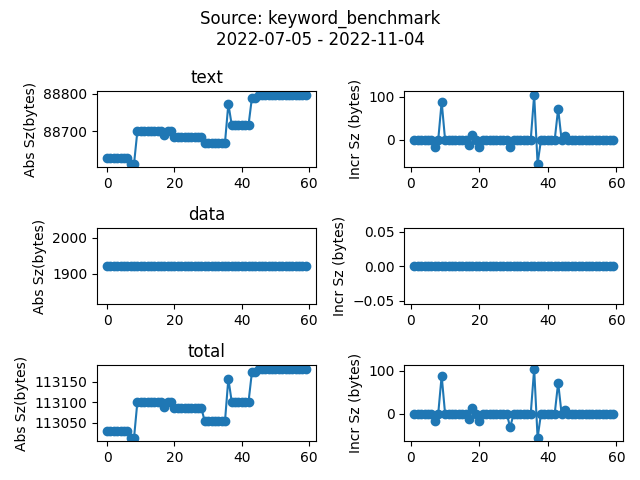 Source: keyword_benchmark
2022-07-05 - 2022-11-04
text
Abs Sz(bytes)
88800
88700
0 20 40 60
Incr Sz (bytes)
100
0
0 20 40 60
data
Abs Sz(bytes)
2000
1900
0 20 40 60
Incr Sz (bytes)
0.05
0.00
−0.05
0 20 40 60
total
Abs Sz(bytes)
113150
113100
113050
0 20 40 60
Incr Sz (bytes)
100
0
0 20 40 60